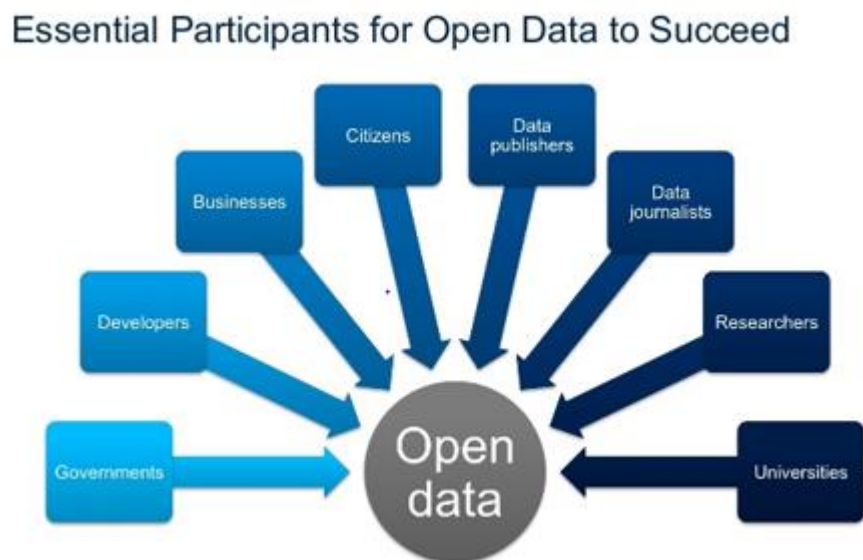 Essential Participants for Open Data to Succeed
Citizens
Data
publishers
Businesses
Data
journalists
Developers
Researchers
Governments
Open
data
Universities